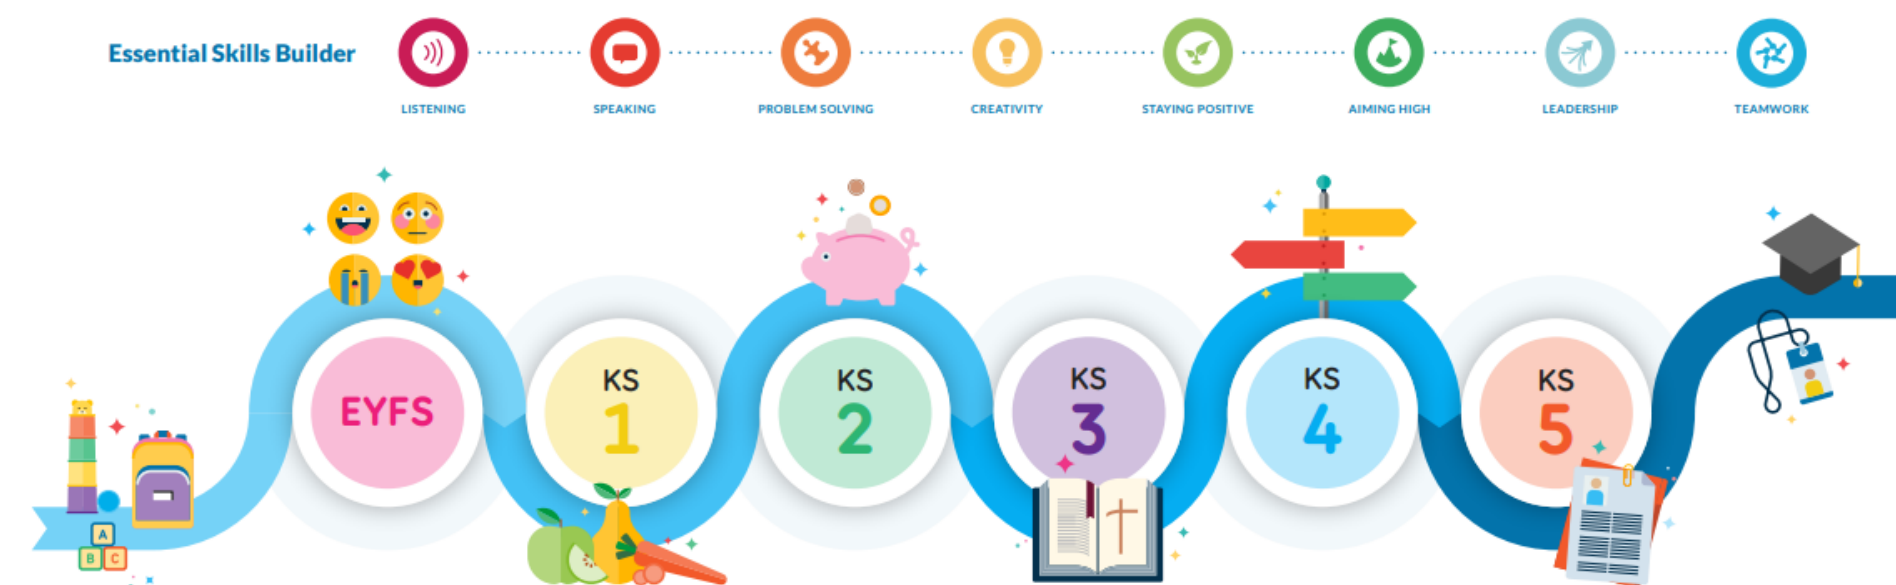 Essential Skills Builder
LISTENING
SPEAKING
PROBLEM SOLVING
CREATIVITY
STAYING POSITIVE
AIMING HIGH
LEADERSHIP
TEAMWORK
EYFS
KS
1
KS
2
KS
3
KS
4
KS
5
A
B C